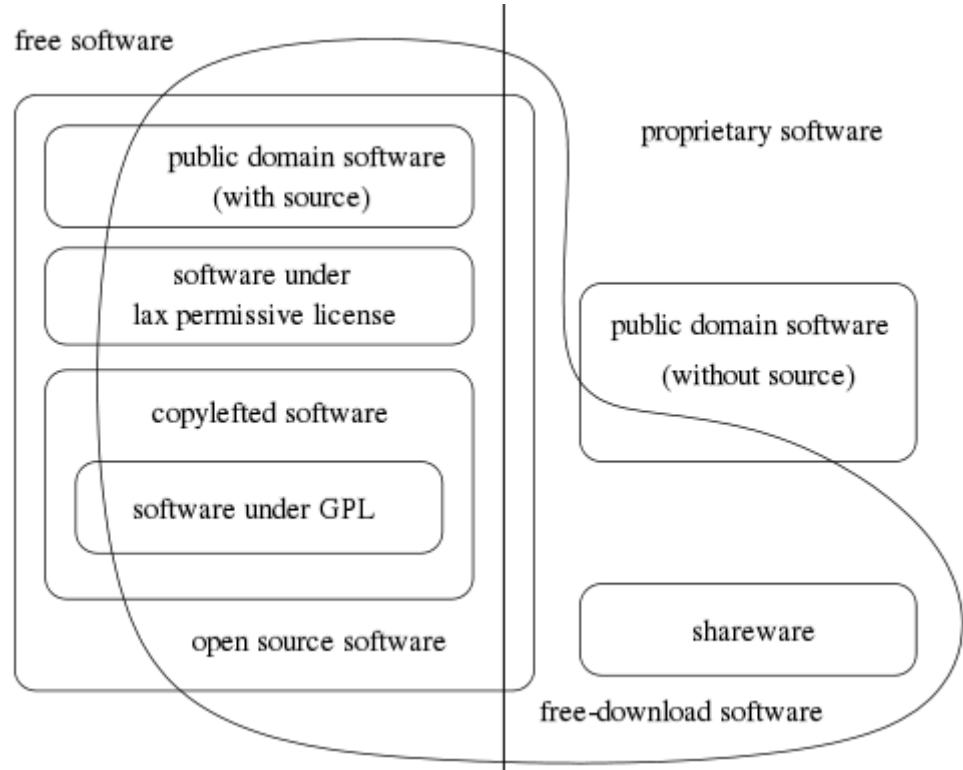 free software
proprietary software
public domain software
(with source)
software under
lax permissive license
public domain software
(without source)
copylefted software
software under GPL
shareware
open source software
free-download software